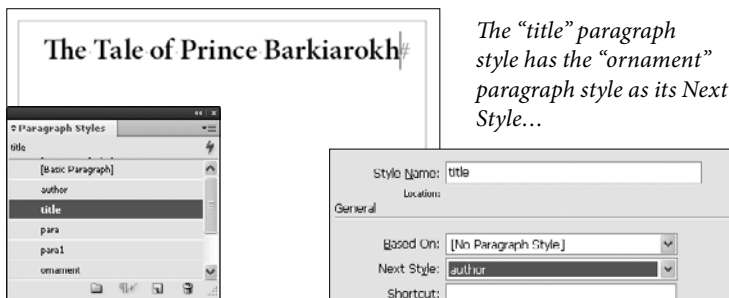 The Tale of Prince Barkiarokh#
The “title” paragraph
style has the “ornament”
paragraph style as its Next
Style…
Paragraph Styles
title
[Basic Paragraph]
author
title
para
para1
ornament
Style Name: title
Location:
General
Based On: [No Paragraph Style]
Next Style: author
Shortcut: